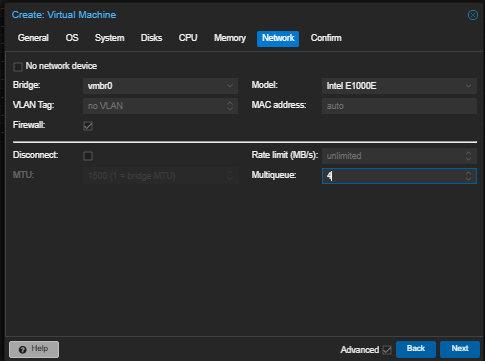 Create: Virtual Machine
General OS System Disks CPU Memory Network Confirm
No network device
Bridge: vmbr0 Model: Intel E1000E
VLAN Tag: no VLAN MAC address: auto
Firewall:
Disconnect: Rate limit (MB/s): unlimited
MTU: 1500 (1 = bridge MTU) Multiqueue: 4
Help Advanced Back Next